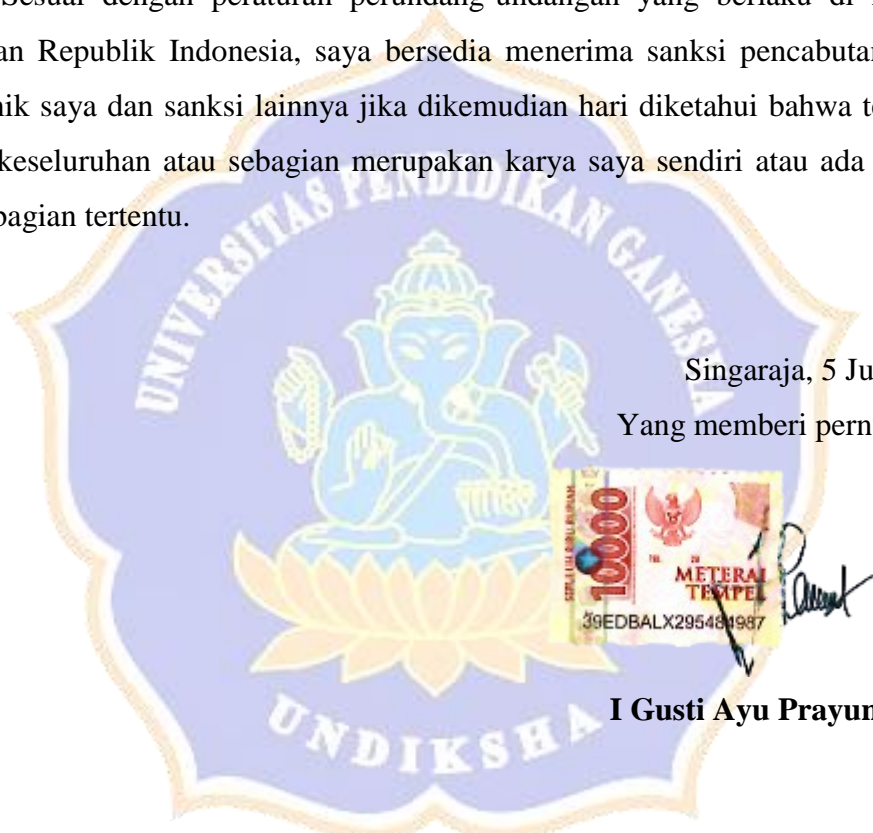 Sesuai dengan peraturan perundang-undangan yang berlaku di
an Republik Indonesia, saya bersedia menerima sanksi pencabutan
nik saya dan sanksi lainnya jika dikemudian hari diketahui bahwa te
keseluruhan atau sebagian merupakan karya saya sendiri atau ada
bagian tertentu.
UNIVERSITAS PENDIDIKAN GANESHA
Singaraja, 5 Ju
Yang memberi pern
10000
METERAI
TEMPEL
39EDBALX295484987
I Gusti Ayu Prayun
UNDIKSHA